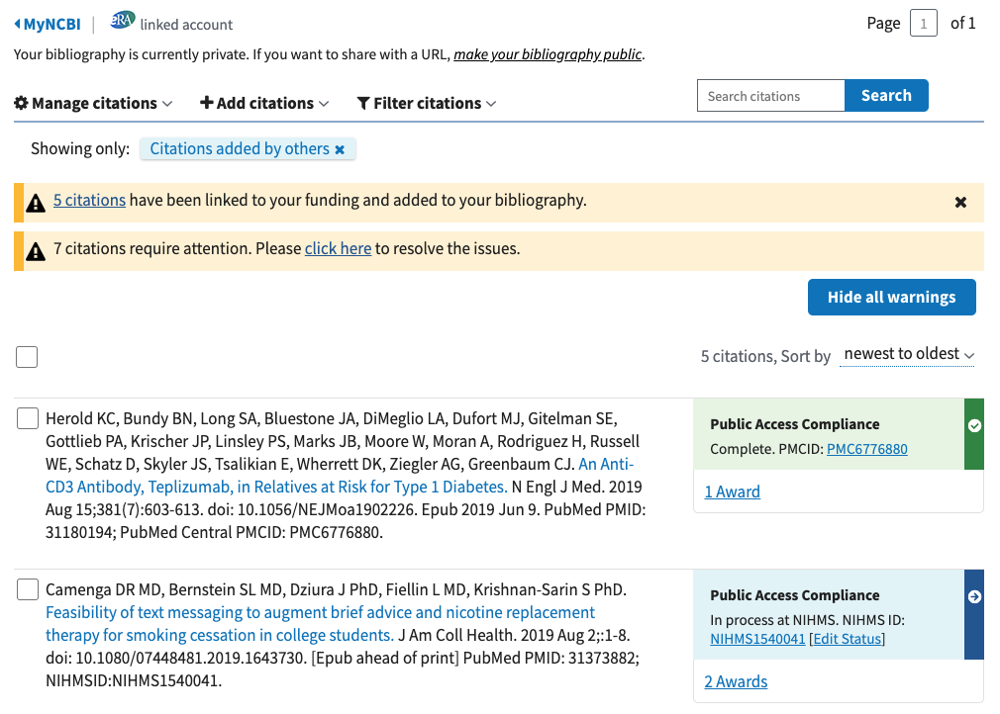 MyNCBI | eRA linked account
Page 1 of 1
Your bibliography is currently private. If you want to share with a URL, make your bibliography public.
Manage citations Add citations Filter citations
Search citations Search
Showing only: Citations added by others ×
5 citations have been linked to your funding and added to your bibliography.
7 citations require attention. Please click here to resolve the issues.
Hide all warnings
5 citations, Sort by newest to oldest
Herold KC, Bundy BN, Long SA, Bluestone JA, DiMeglio LA, Dufort MJ, Gitelman SE,
Gottlieb PA, Krischer JP, Linsley PS, Marks JB, Moore W, Moran A, Rodriguez H, Russell
WE, Schatz D, Skyler JS, Tsalikian E, Wherrett DK, Ziegler AG, Greenbaum CJ. An Anti-
CD3 Antibody, Teplizumab, in Relatives at Risk for Type 1 Diabetes. N Engl J Med. 2019
Aug 15;381(7):603-613. doi: 10.1056/NEJMoa1902226. Epub 2019 Jun 9. PubMed PMID:
31180194; PubMed Central PMCID: PMC6776880.
Public Access Compliance
Complete. PMCID: PMC6776880
1 Award
Camenga DR MD, Bernstein SL MD, Dziura J PhD, Fiellin L MD, Krishnan-Sarin S PhD.
Feasibility of text messaging to augment brief advice and nicotine replacement
therapy for smoking cessation in college students. J Am Coll Health. 2019 Aug 2;:1-8.
doi: 10.1080/07448481.2019.1643730. [Epub ahead of print] PubMed PMID: 31373882;
NIHMSID:NIHMS1540041.
Public Access Compliance
In process at NIHMS. NIHMS ID:
NIHMS1540041 [Edit Status]
2 Awards